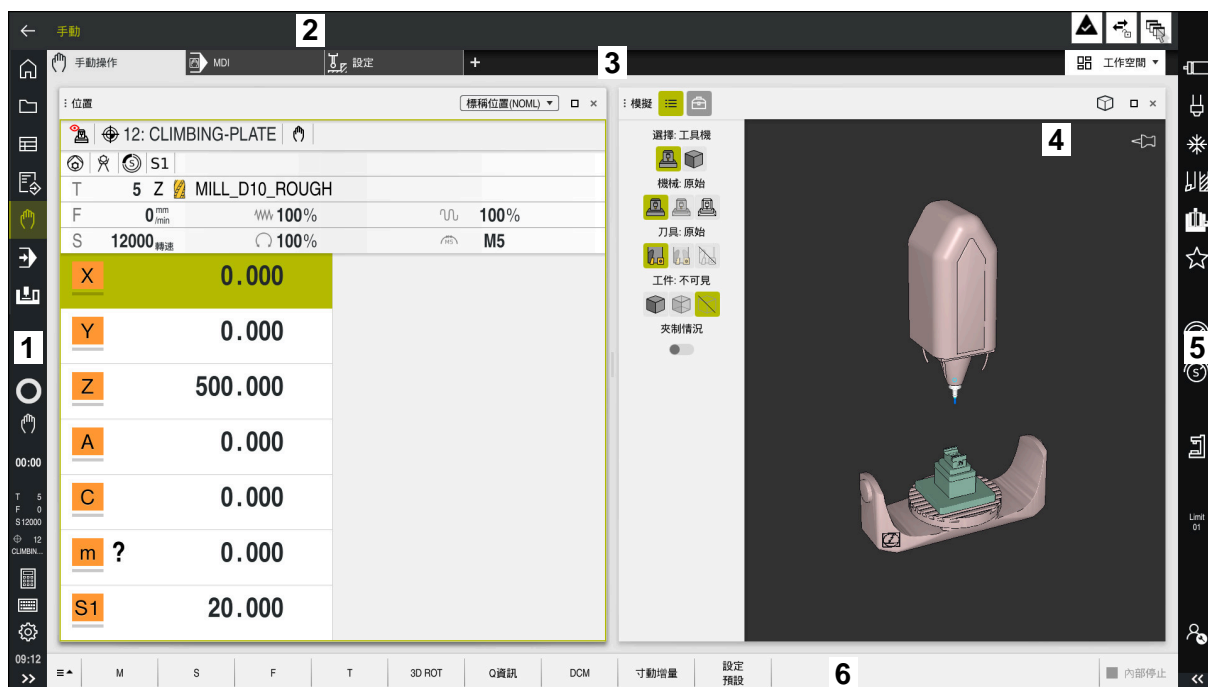 手動
2
手動操作
MDI
設定
+
3
工作空間
位置
標稱位置(NOML)
12: CLIMBING-PLATE
S1
T 5 Z MILL_D10_ROUGH
F 0 mm/min 100% 100%
S 12000 轉速 100% M5
X 0.000
Y 0.000
Z 500.000
A 0.000
C 0.000
m ? 0.000
S1 20.000
模擬
選擇: 工具機
機械: 原始
刀具: 原始
工件: 不可見
夾制情況
4
1
00:00
T 5
F 0
S 12000
12
CLIMBIN...
09:12
5
S
Limit
01
M
S
F
T
3D ROT
Q資訊
DCM
寸動增量
設定
預設
6
內部停止